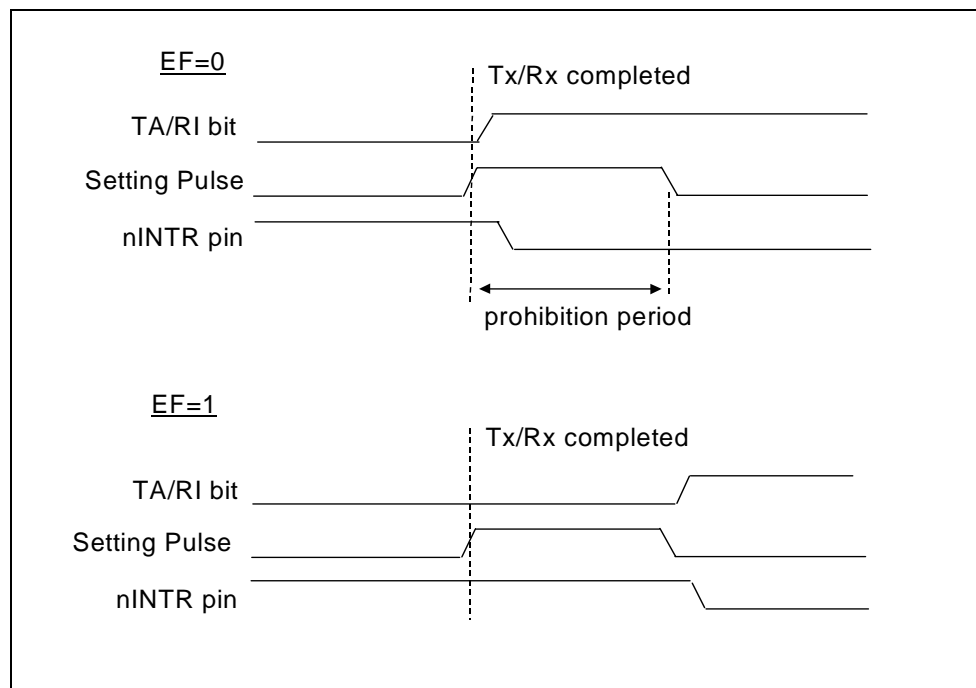 EF=0
Tx/Rx completed
TA/RI bit
Setting Pulse
nINTR pin
prohibition period
EF=1
Tx/Rx completed
TA/RI bit
Setting Pulse
nINTR pin